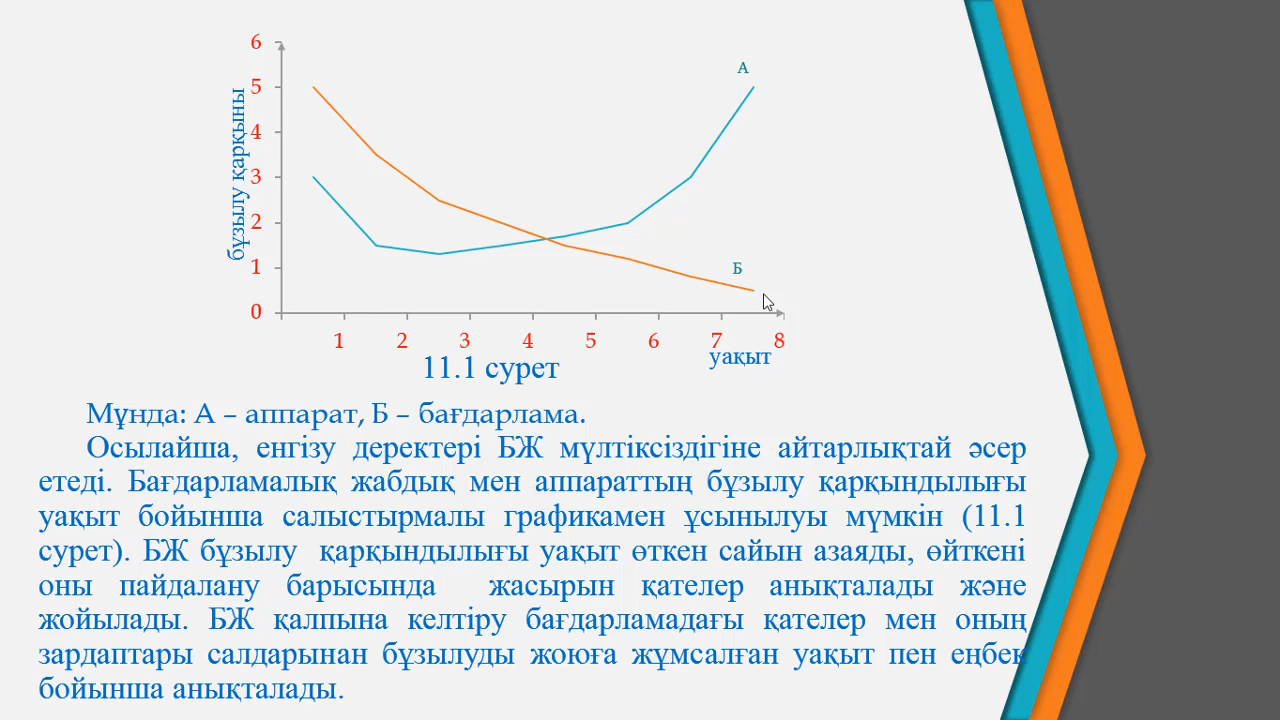 6
А
5
бұзылу қарқыны
4
3
2
Б
1
0
1 2 3 4 5 6 7 8
уақыт
11.1 сурет
Мұнда: А – аппарат, Б – бағдарлама.
Осылайша, енгізу деректері БЖ мүлтіксіздігіне айтарлықтай әсер
етеді. Бағдарламалық жабдық мен аппараттың бұзылу қарқындылығы
уақыт бойынша салыстырмалы графикамен ұсынылуы мүмкін (11.1
сурет). БЖ бұзылу қарқындылығы уақыт өткен сайын азаяды, өйткені
оны пайдалану барысында жасырын қателер анықталады және
жойылады. БЖ қалпына келтіру бағдарламадағы қателер мен оның
зардаптары салдарынан бұзылуды жоюға жұмсалған уақыт пен еңбек
бойынша анықталады.